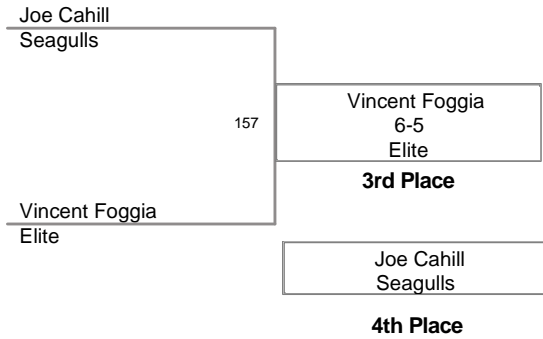 Joe Cahill
Seagulls
157
Vincent Foggia
6-5
Elite
3rd Place
Vincent Foggia
Elite
Joe Cahill
Seagulls
4th Place